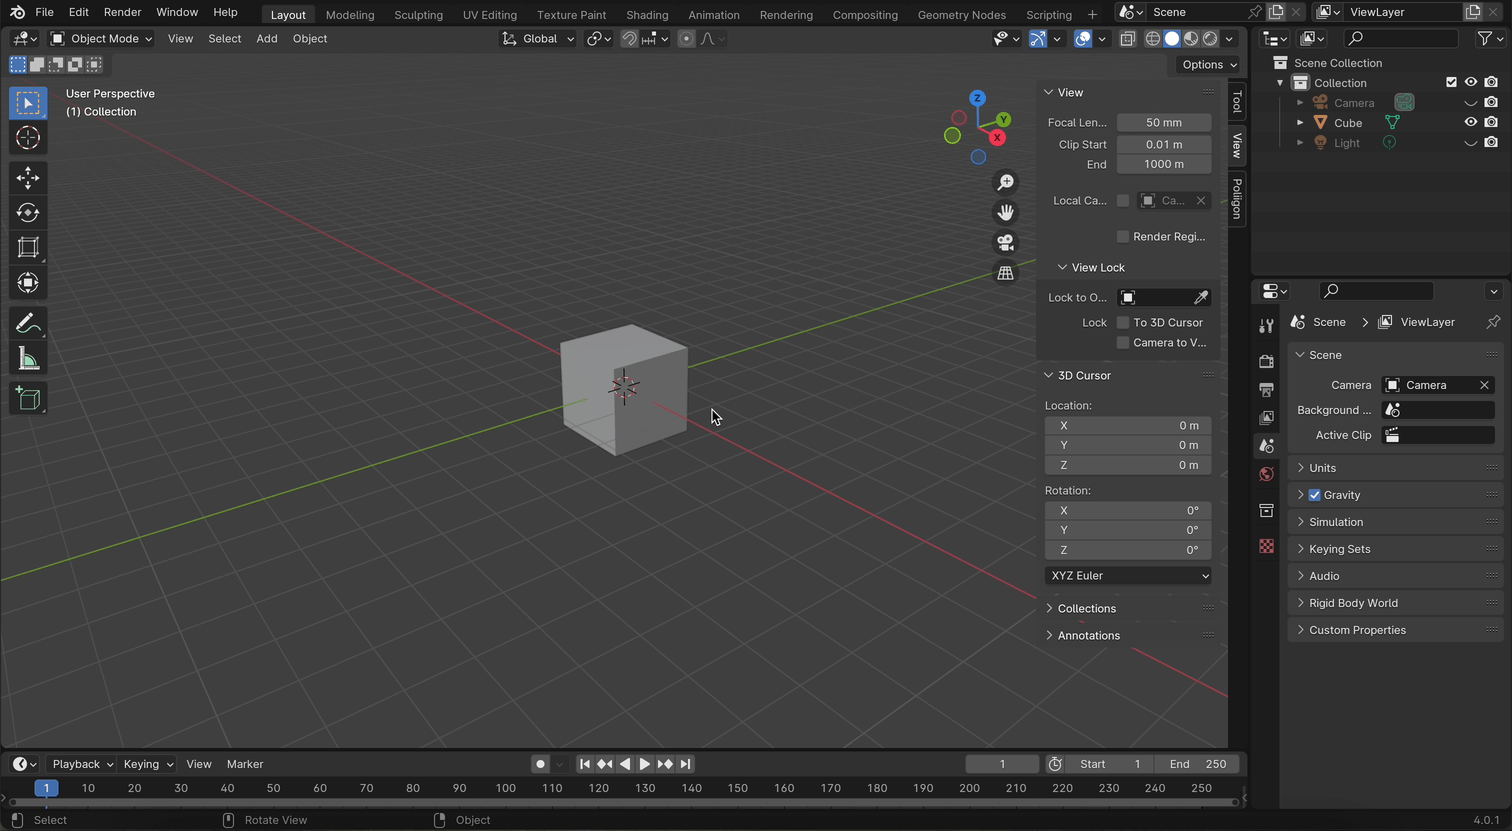 File Edit Render Window Help Layout Modeling Sculpting UV Editing Texture Paint Shading Animation Rendering Compositing Geometry Nodes Scripting + Scene ViewLayer
Object Mode View Select Add Object Global
Options
User Perspective
(1) Collection
Z
Y
X
View
Focal Len... 50 mm
Clip Start 0.01 m
End 1000 m
Local Ca... Ca...
Render Regi...
View Lock
Lock to O...
Lock To 3D Cursor
Camera to V...
3D Cursor
Location:
X 0 m
Y 0 m
Z 0 m
Rotation:
X 0°
Y 0°
Z 0°
XYZ Euler
Collections
Annotations
Tool
View
Poliigon
Scene Collection
Collection
Camera
Cube
Light
Scene ViewLayer
Scene
Camera Camera
Background ...
Active Clip
Units
Gravity
Simulation
Keying Sets
Audio
Rigid Body World
Custom Properties
Playback Keying View Marker 1 Start 1 End 250
1 10 20 30 40 50 60 70 80 90 100 110 120 130 140 150 160 170 180 190 200 210 220 230 240 250
Select Rotate View Object 4.0.1